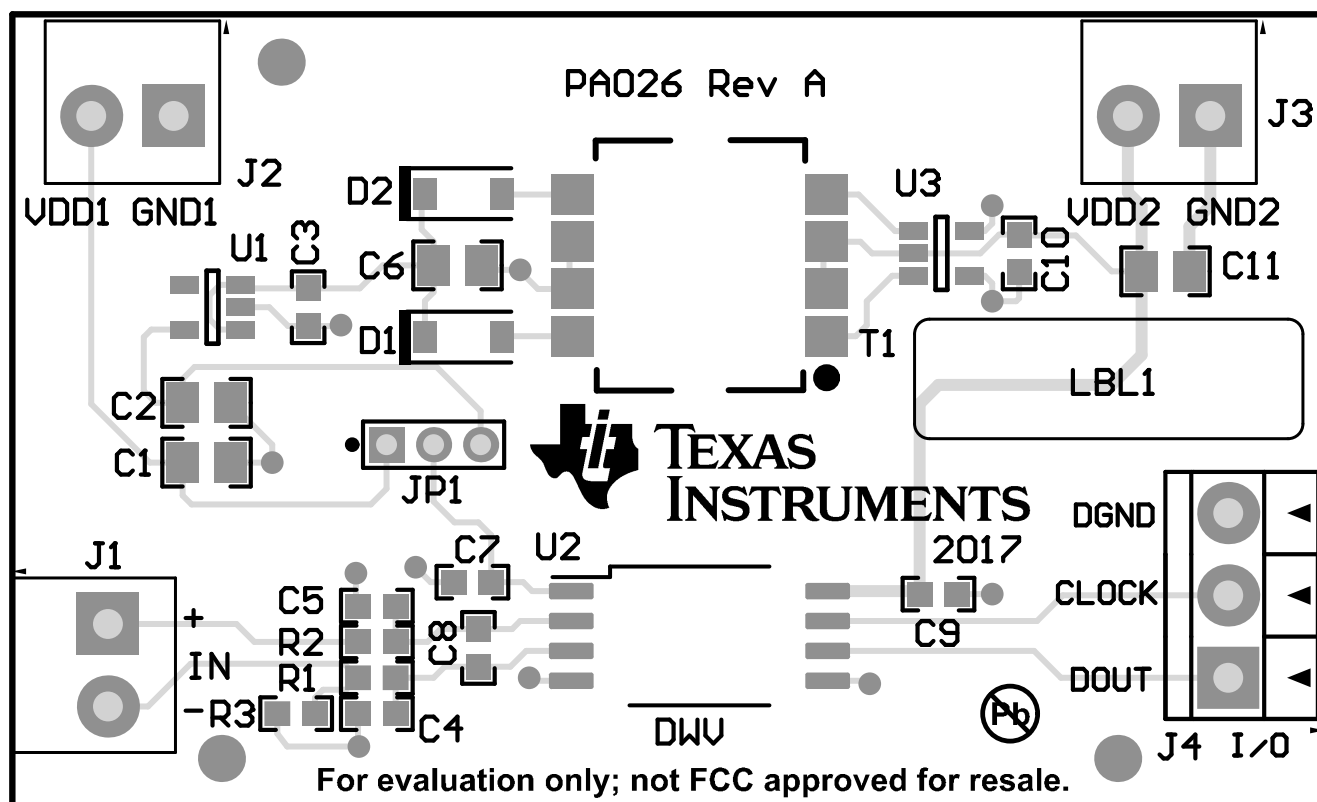 PA026 Rev A
J3
J2
D2
U3
VDD1 GND1
VDD2 GND2
C3
U1
C6
C10
C11
D1
T1
LBL1
C2
C1
TEXAS
INSTRUMENTS
JP1
DGND
J1
C7
U2
2017
C5
CLOCK
+
R2
C8
C9
IN
R1
DOUT
-
R3
C4
Pb
DWV
J4 I/O
For evaluation only; not FCC approved for resale.